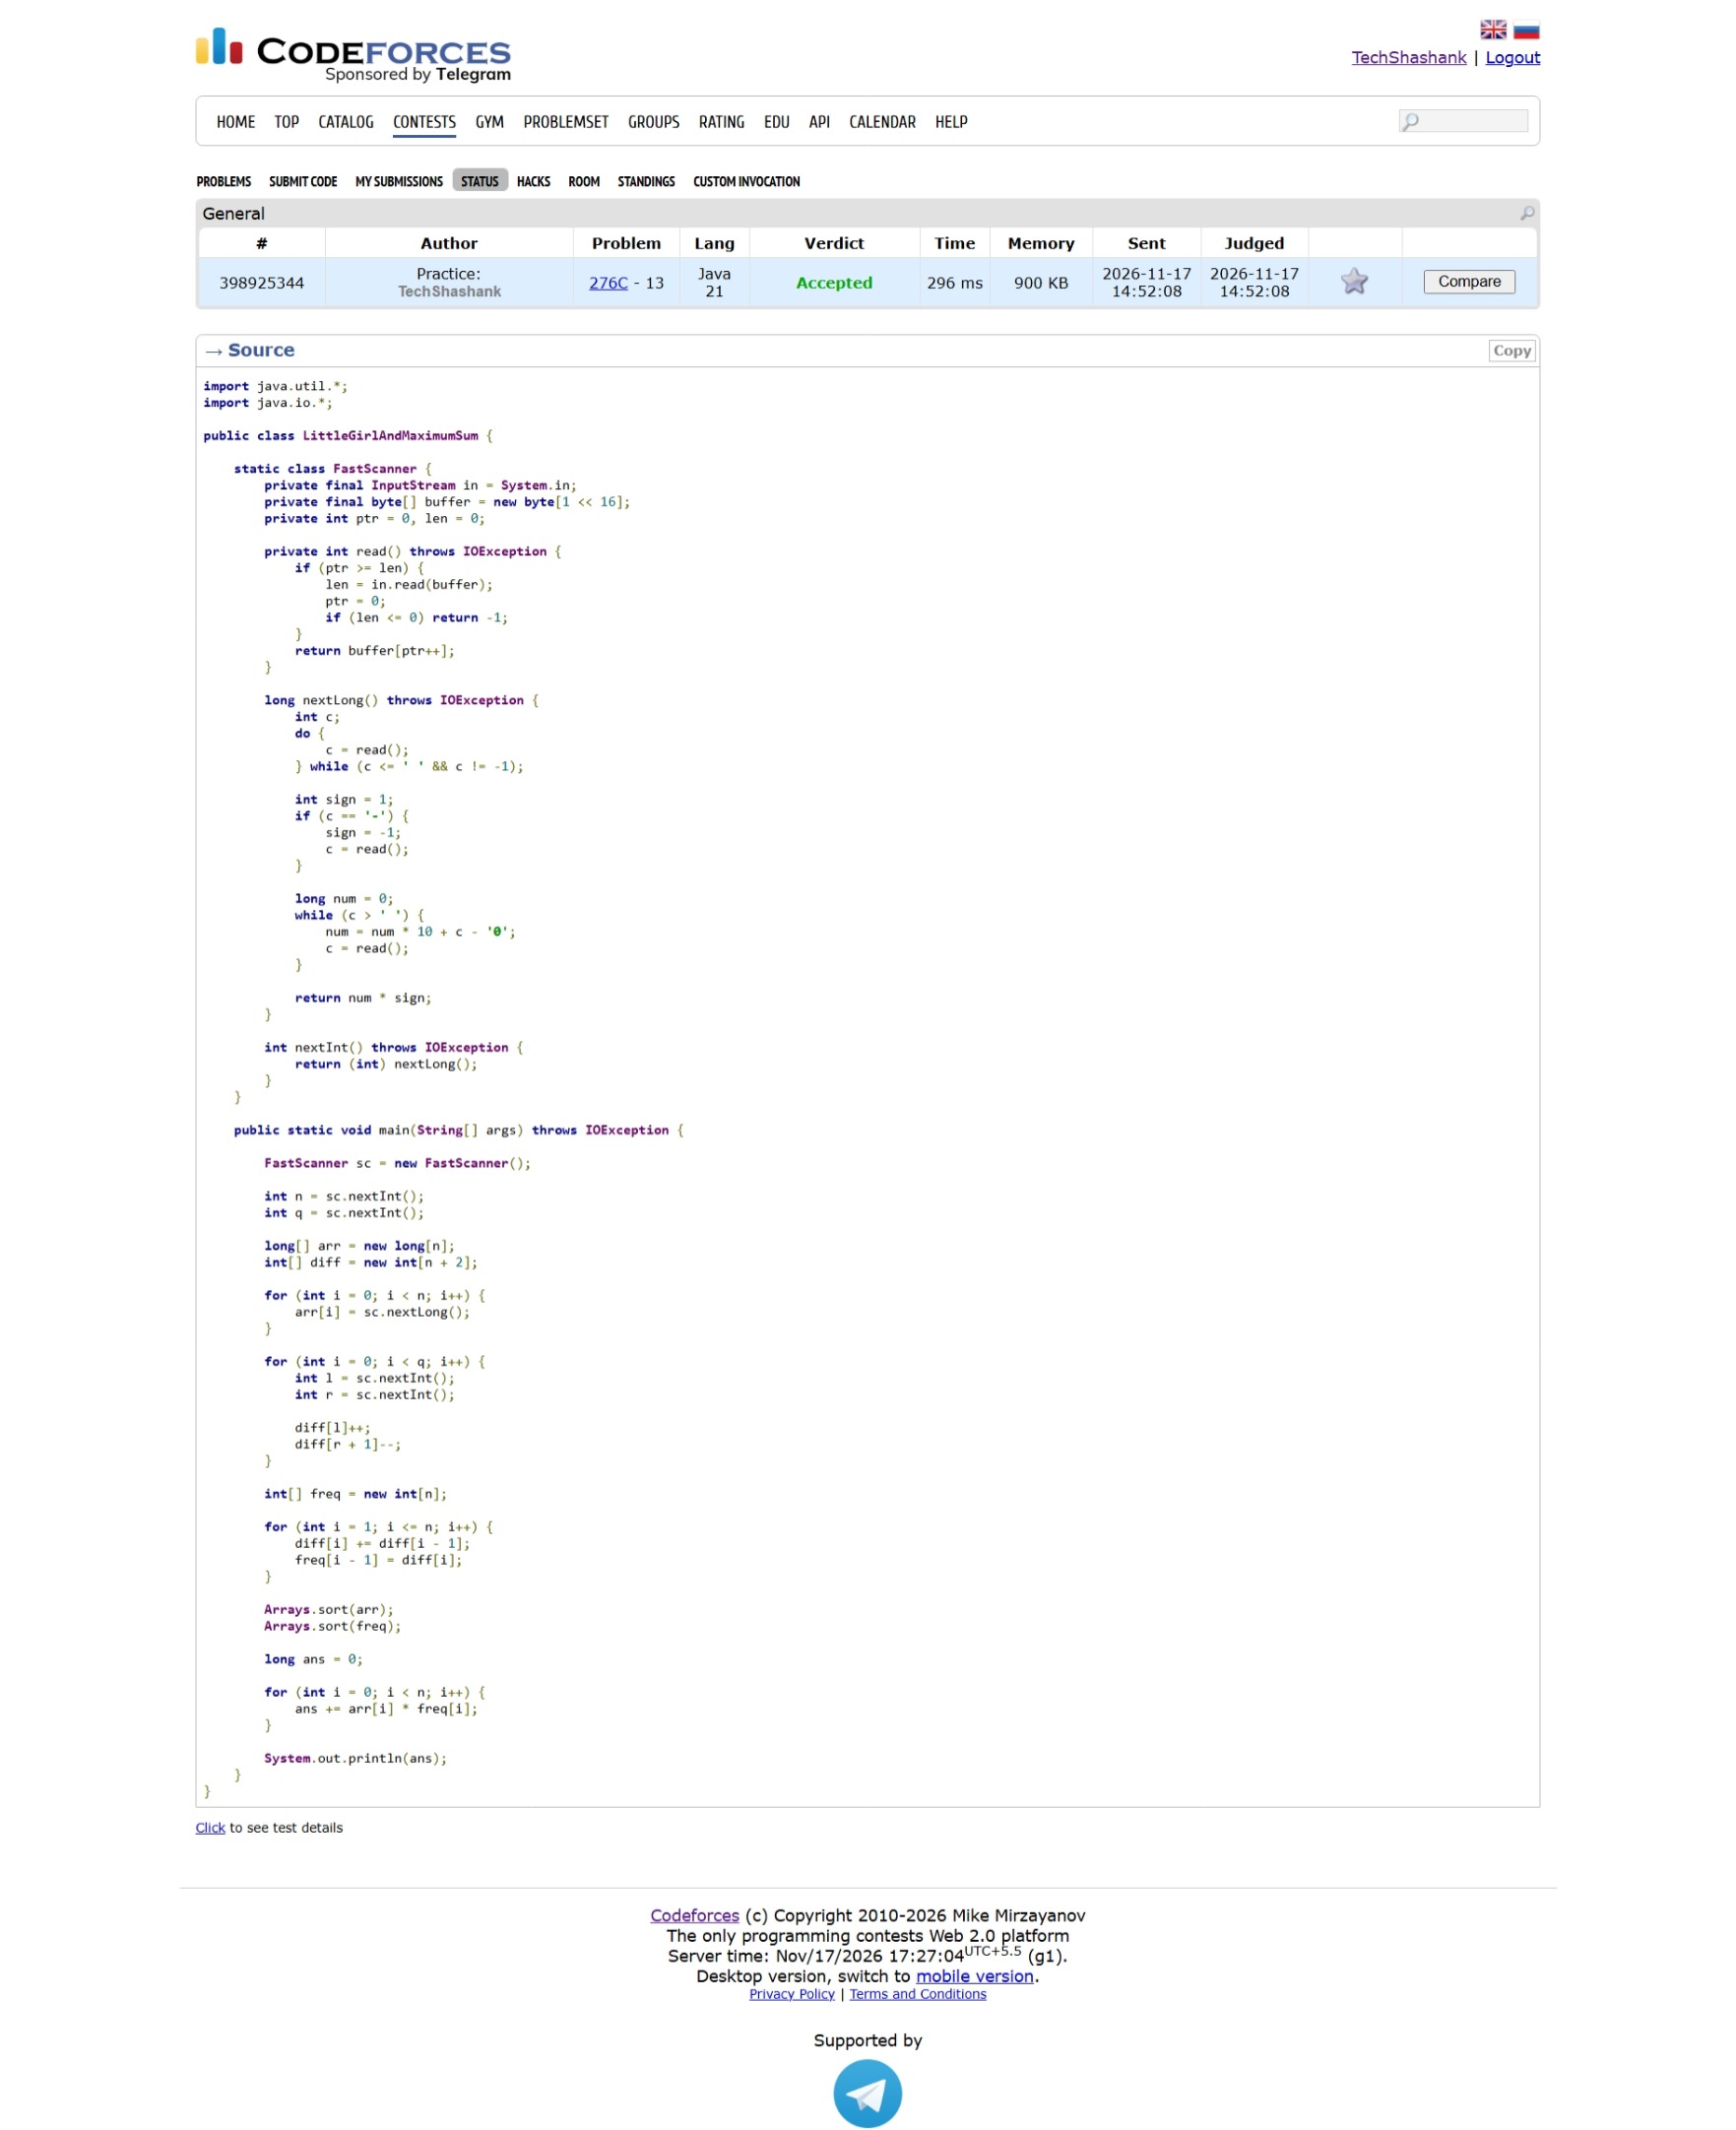 CODEFORCES
Sponsored by Telegram
TechShashank | Logout
HOME TOP CATALOG CONTESTS GYM PROBLEMSET GROUPS RATING EDU API CALENDAR HELP
PROBLEMS SUBMIT CODE MY SUBMISSIONS STATUS HACKS ROOM STANDINGS CUSTOM INVOCATION
General
# Author Problem Lang Verdict Time Memory Sent Judged
398925344 Practice: TechShashank 276C - 13 Java 21 Accepted 296 ms 900 KB 2026-11-17 14:52:08 2026-11-17 14:52:08 Compare
→ Source Copy
import java.util.*;
import java.io.*;

public class LittleGirlAndMaximumSum {

    static class FastScanner {
        private final InputStream in = System.in;
        private final byte[] buffer = new byte[1 << 16];
        private int ptr = 0, len = 0;

        private int read() throws IOException {
            if (ptr >= len) {
                len = in.read(buffer);
                ptr = 0;
                if (len <= 0) return -1;
            }
            return buffer[ptr++];
        }

        long nextLong() throws IOException {
            int c;
            do {
                c = read();
            } while (c <= ' ' && c != -1);

            int sign = 1;
            if (c == '-') {
                sign = -1;
                c = read();
            }

            long num = 0;
            while (c > ' ') {
                num = num * 10 + c - '0';
                c = read();
            }

            return num * sign;
        }

        int nextInt() throws IOException {
            return (int) nextLong();
        }
    }

    public static void main(String[] args) throws IOException {

        FastScanner sc = new FastScanner();

        int n = sc.nextInt();
        int q = sc.nextInt();

        long[] arr = new long[n];
        int[] diff = new int[n + 2];

        for (int i = 0; i < n; i++) {
            arr[i] = sc.nextLong();
        }

        for (int i = 0; i < q; i++) {
            int l = sc.nextInt();
            int r = sc.nextInt();

            diff[l]++;
            diff[r + 1]--;
        }

        int[] freq = new int[n];

        for (int i = 1; i <= n; i++) {
            diff[i] += diff[i - 1];
            freq[i - 1] = diff[i];
        }

        Arrays.sort(arr);
        Arrays.sort(freq);

        long ans = 0;

        for (int i = 0; i < n; i++) {
            ans += arr[i] * freq[i];
        }

        System.out.println(ans);
    }
}
Click to see test details
Codeforces (c) Copyright 2010-2026 Mike Mirzayanov
The only programming contests Web 2.0 platform
Server time: Nov/17/2026 17:27:04UTC+5.5 (g1).
Desktop version, switch to mobile version.
Privacy Policy | Terms and Conditions
Supported by